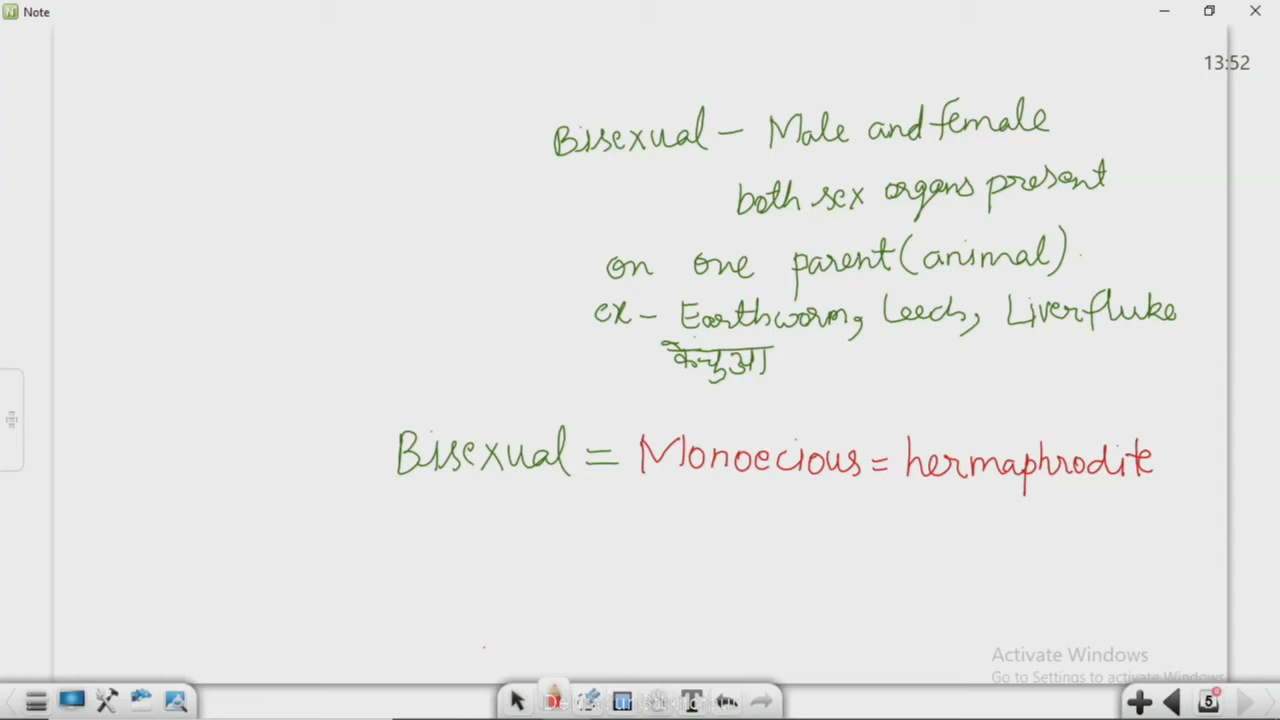 Note
13:52
Bisexual - Male and female
both sex organs present
on one parent (animal).
ex - Earthworm, Leech, Liverfluke
केचुआ
Bisexual = Monoecious = hermaphrodite
Activate Windows
Go to Settings to activate Windows.
5